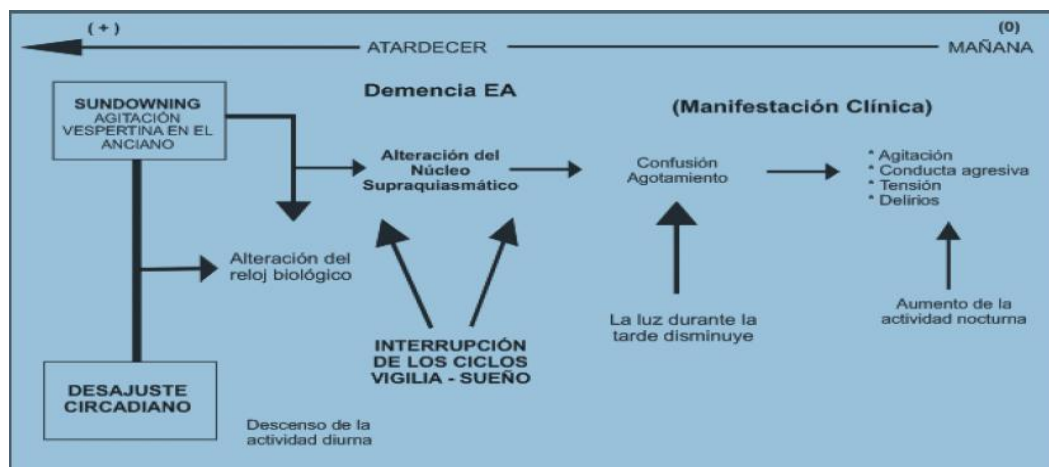 (+)
(0)
ATARDECER
MAÑANA
SUNDOWNING
AGITACIÓN
VESPERTINA EN EL
ANCIANO
Demencia EA
(Manifestación Clínica)
Alteración del
Núcleo
Supraquiasmático
Confusión
Agotamiento
* Agitación
* Conducta agresiva
* Tensión
* Delirios
Alteración del
reloj biológico
INTERRUPCIÓN
DE LOS CICLOS
VIGILIA - SUEÑO
La luz durante la
tarde disminuye
Aumento de la
actividad nocturna
DESAJUSTE
CIRCADIANO
Descenso de la
actividad diurna